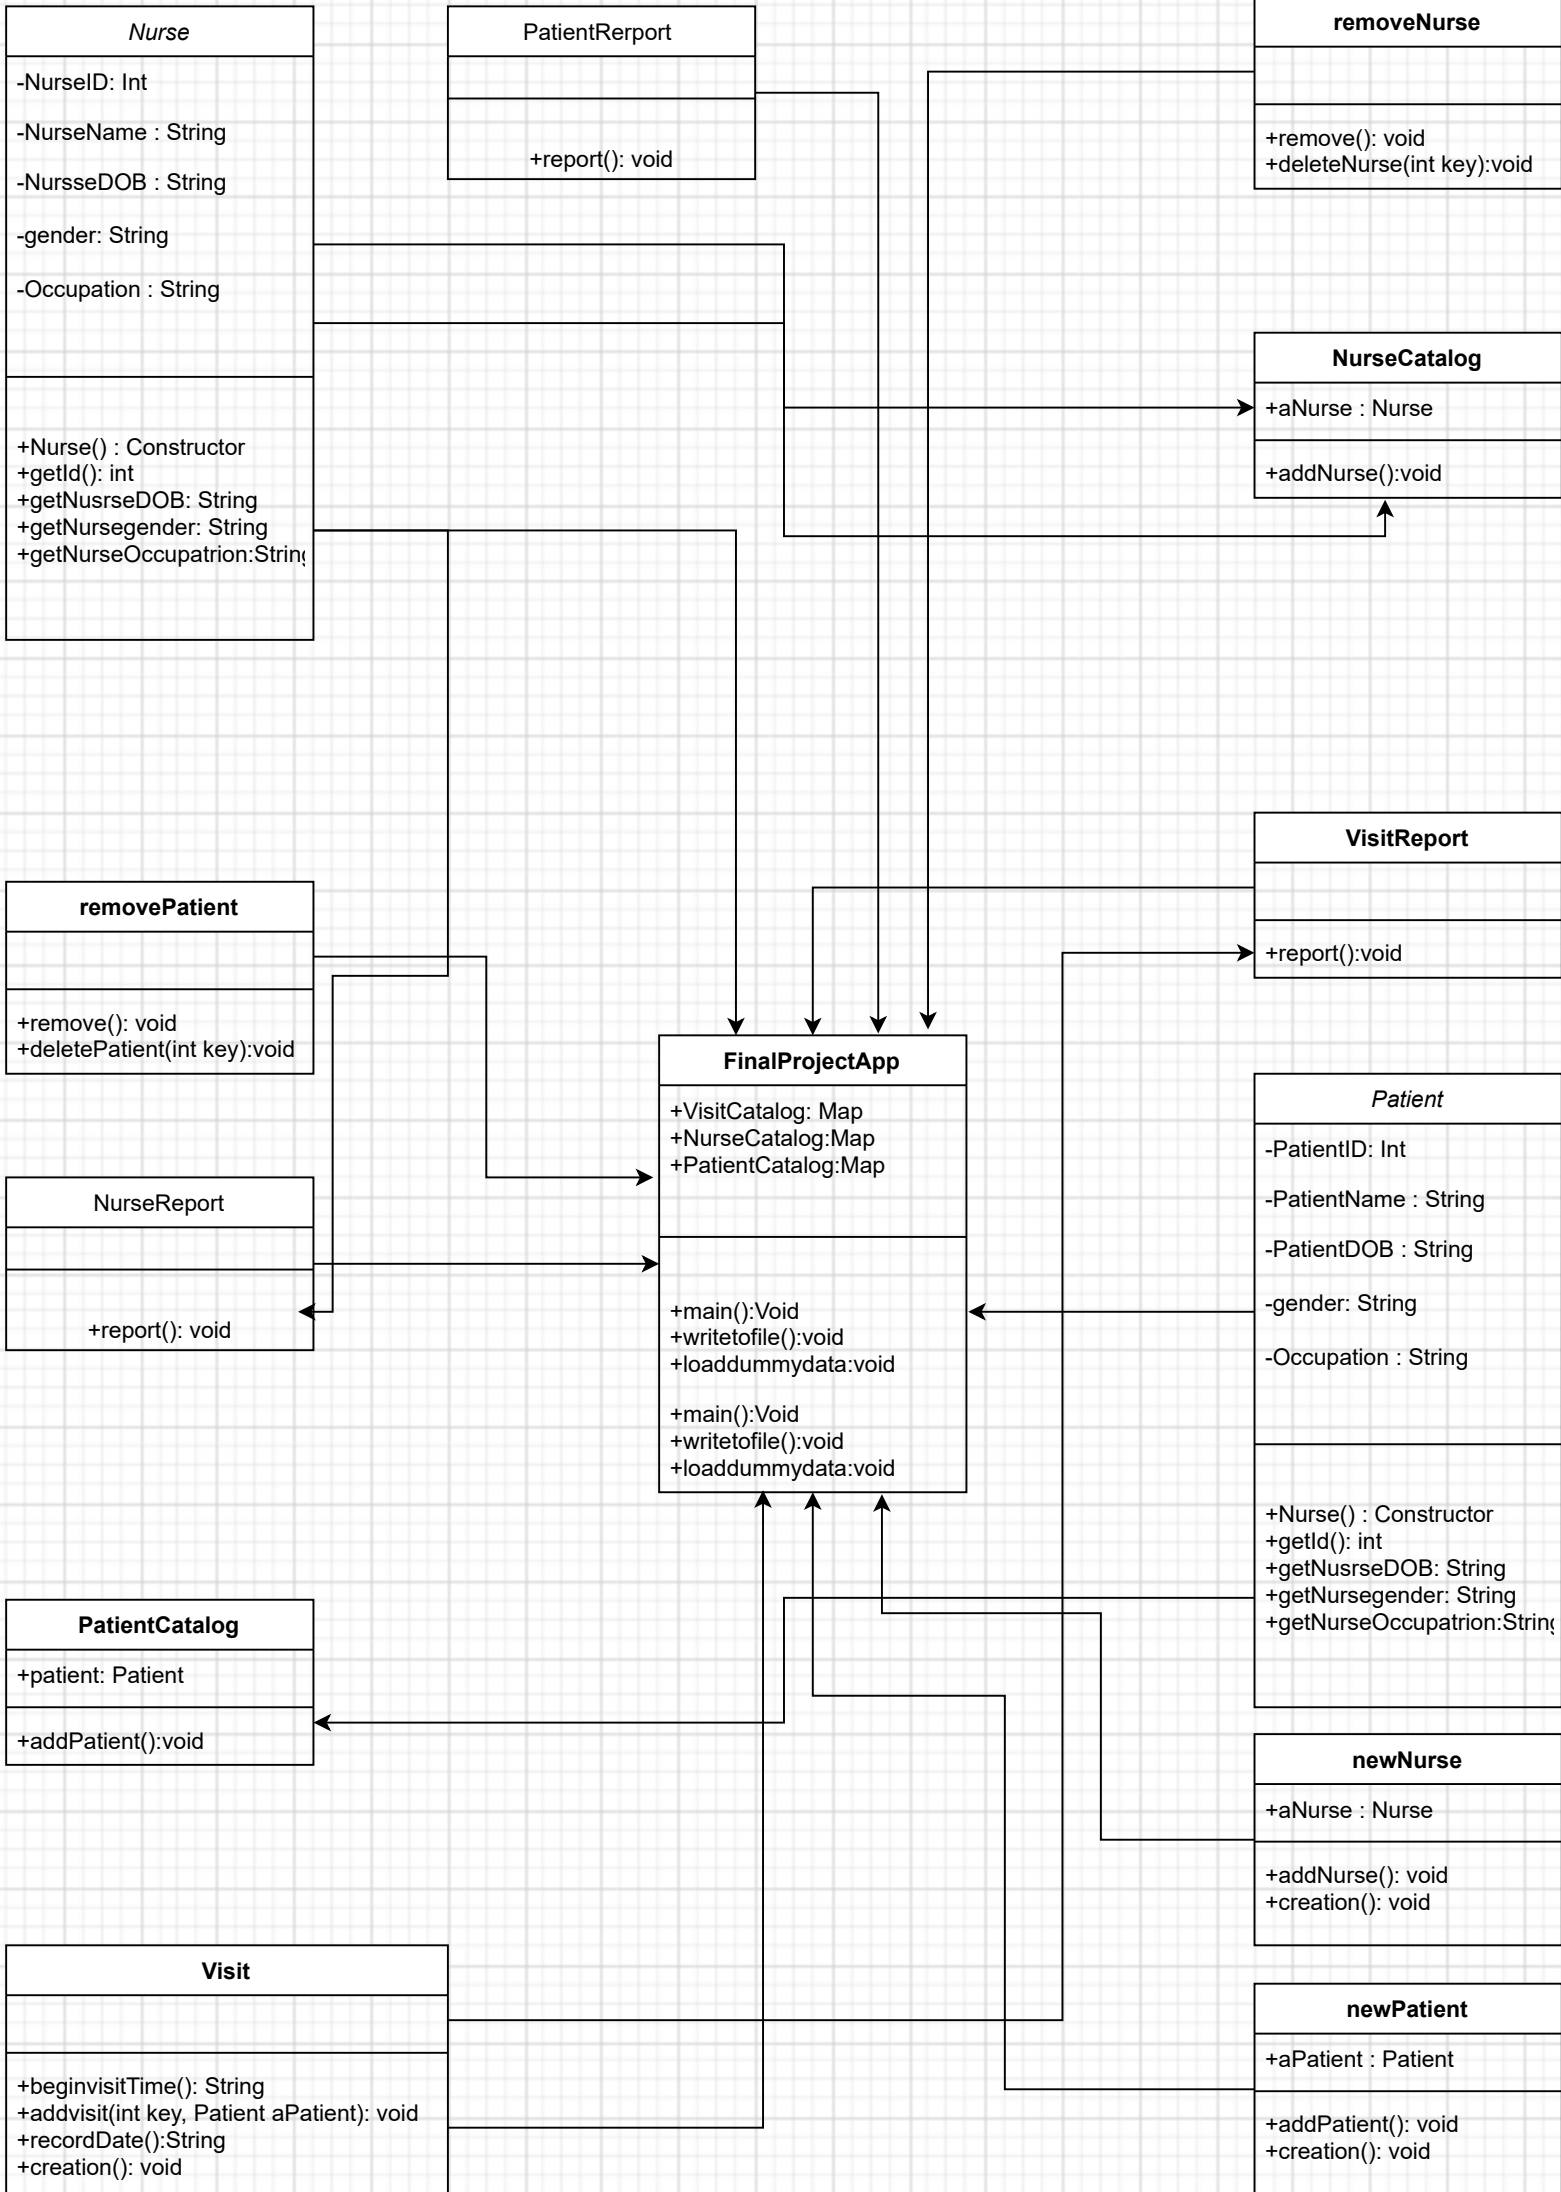 Nurse
-NurseID: Int
-NurseName : String
-NursseDOB : String
-gender: String
-Occupation : String
+Nurse() : Constructor
+getId(): int
+getNusrseDOB: String
+getNursegender: String
+getNurseOccupatrion:String
PatientRerport
+report(): void
removeNurse
+remove(): void
+deleteNurse(int key):void
NurseCatalog
+aNurse : Nurse
+addNurse():void
VisitReport
+report():void
removePatient
+remove(): void
+deletePatient(int key):void
NurseReport
+report(): void
FinalProjectApp
+VisitCatalog: Map
+NurseCatalog:Map
+PatientCatalog:Map
+main():Void
+writetofile():void
+loaddummydata:void
+main():Void
+writetofile():void
+loaddummydata:void
Patient
-PatientID: Int
-PatientName : String
-PatientDOB : String
-gender: String
-Occupation : String
+Nurse() : Constructor
+getId(): int
+getNusrseDOB: String
+getNursegender: String
+getNurseOccupatrion:String
PatientCatalog
+patient: Patient
+addPatient():void
newNurse
+aNurse : Nurse
+addNurse(): void
+creation(): void
Visit
+beginvisitTime(): String
+addvisit(int key, Patient aPatient): void
+recordDate():String
+creation(): void
newPatient
+aPatient : Patient
+addPatient(): void
+creation(): void